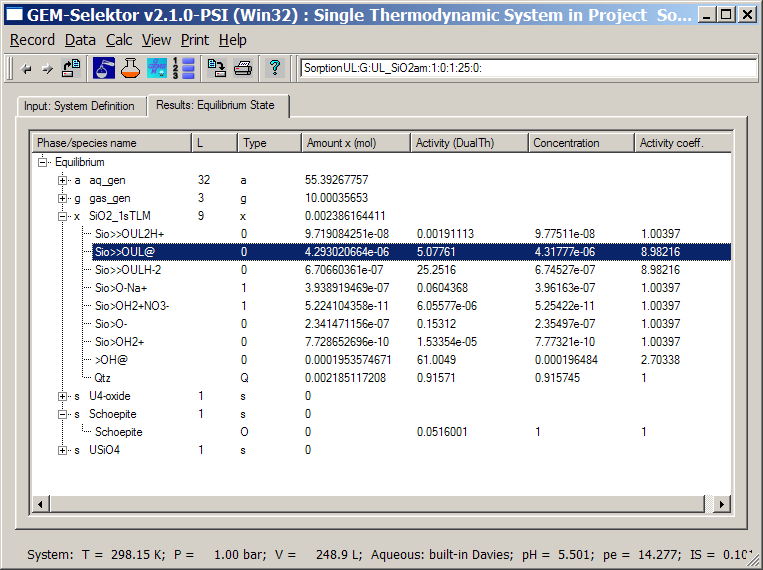 GEM-Selektor v2.1.0-PSI (Win32) : Single Thermodynamic System in Project So...
Record Data Calc View Print Help
1 2 3 ? SorptionUL:G:UL_SiO2am:1:0:1:25:0:
Input: System Definition Results: Equilibrium State
Phase/species name L Type Amount x (mol) Activity (DualTh) Concentration Activity coeff.
Equilibrium
a aq_gen 32 a 55.39267757
g gas_gen 3 g 10.00035653
x SiO2_1sTLM 9 x 0.002386164411
Sio>>OUL2H+ 0 9.719084251e-08 0.00191113 9.77511e-08 1.00397
Sio>>OUL@ 0 4.293020664e-06 5.07761 4.31777e-06 8.98216
Sio>>OULH-2 0 6.70660361e-07 25.2516 6.74527e-07 8.98216
Sio>O-Na+ 1 3.938919469e-07 0.0604368 3.96163e-07 1.00397
Sio>OH2+NO3- 1 5.224104358e-11 6.05577e-06 5.25422e-11 1.00397
Sio>O- 0 2.341471156e-07 0.15312 2.35497e-07 1.00397
Sio>OH2+ 0 7.728652696e-10 1.53354e-05 7.77321e-10 1.00397
>OH@ 0 0.0001953574671 61.0049 0.000196484 2.70338
Qtz Q 0.002185117208 0.91571 0.915745 1
s U4-oxide 1 s 0
s Schoepite 1 s 0
Schoepite O 0 0.0516001 1 1
s USiO4 1 s 0
System: T = 298.15 K; P = 1.00 bar; V = 248.9 L; Aqueous: built-in Davies; pH = 5.501; pe = 14.277; IS = 0.101